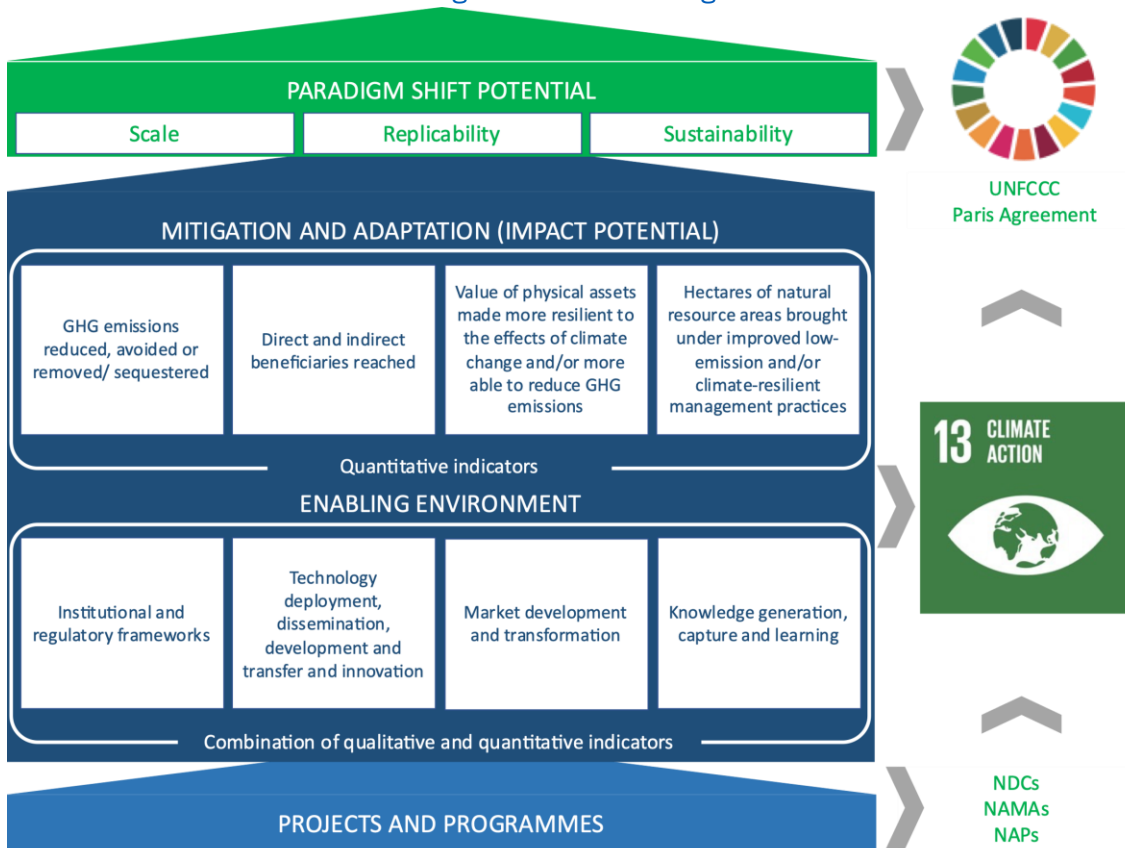 PARADIGM SHIFT POTENTIAL
Scale
Replicability
Sustainability
UNFCCC
Paris Agreement
MITIGATION AND ADAPTATION (IMPACT POTENTIAL)
GHG emissions
reduced, avoided or
removed/ sequestered
Direct and indirect
beneficiaries reached
Value of physical assets
made more resilient to
the effects of climate
change and/or more
able to reduce GHG
emissions
Hectares of natural
resource areas brought
under improved low-
emission and/or
climate-resilient
management practices
Quantitative indicators
13 CLIMATE
ACTION
ENABLING ENVIRONMENT
Institutional and
regulatory frameworks
Technology
deployment,
dissemination,
development and
transfer and innovation
Market development
and transformation
Knowledge generation,
capture and learning
Combination of qualitative and quantitative indicators
PROJECTS AND PROGRAMMES
NDCs
NAMAs
NAPs